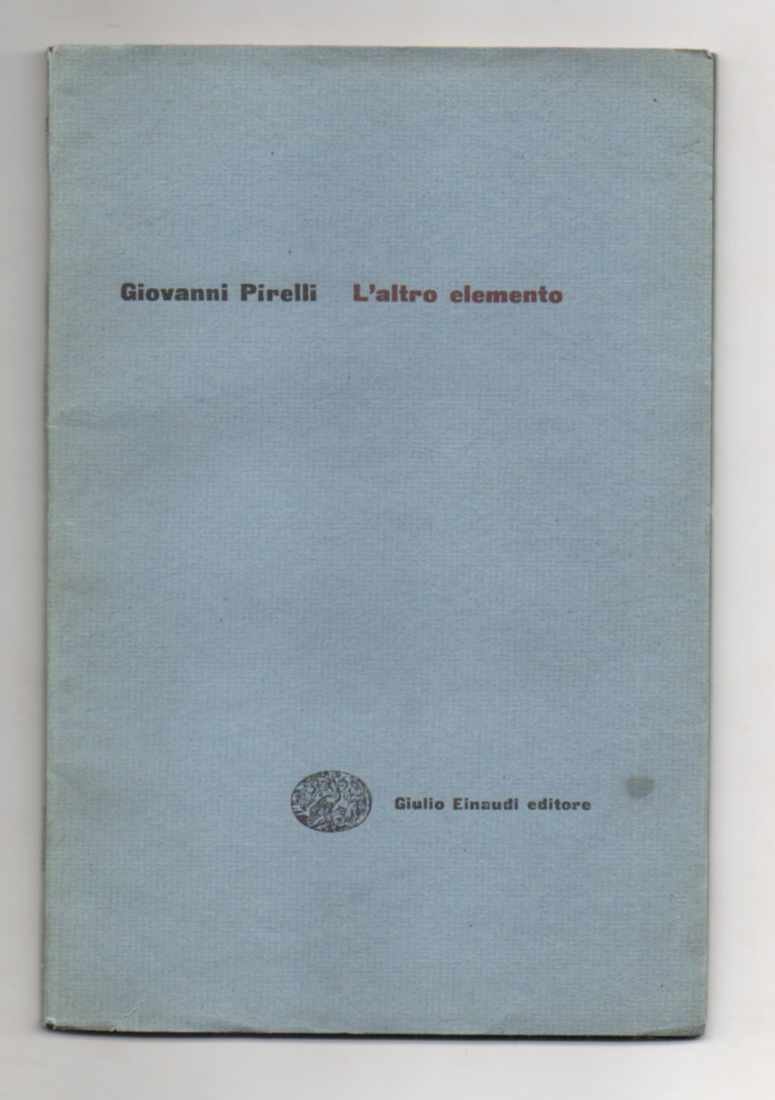 Giovanni Pirelli L'altro elemento
Giulio Einaudi editore